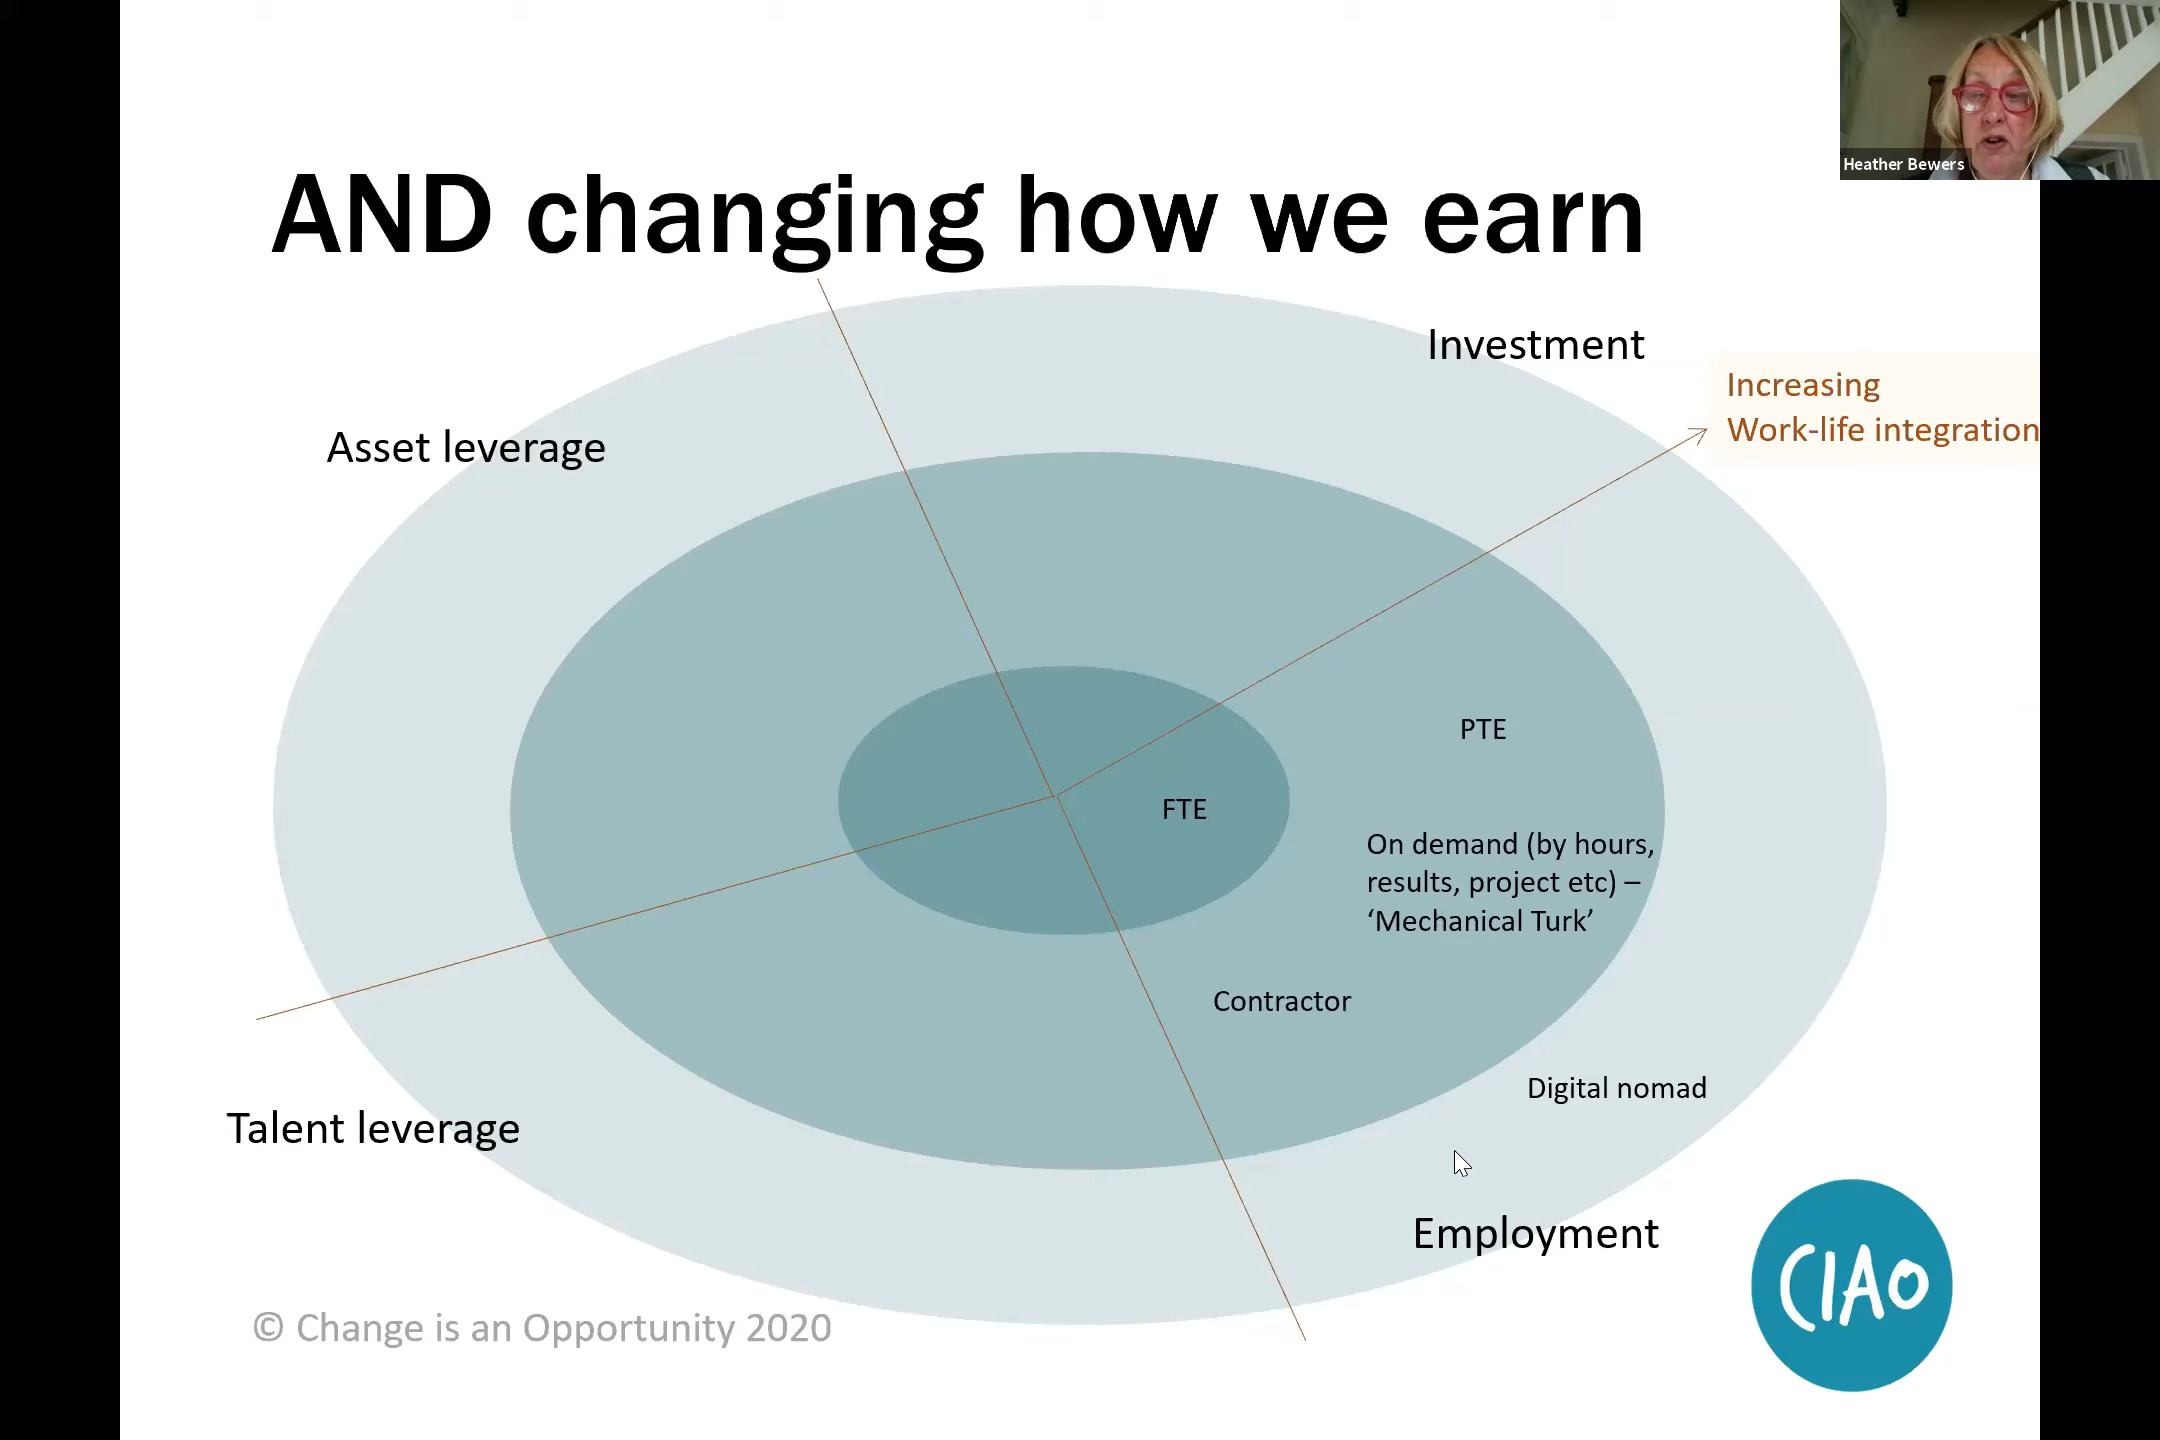 Heather Bewers
AND changing how we earn
Investment
Increasing
Work-life integration
Asset leverage
PTE
FTE
On demand (by hours,
results, project etc) –
‘Mechanical Turk’
Contractor
Digital nomad
Talent leverage
Employment
CIAO
© Change is an Opportunity 2020